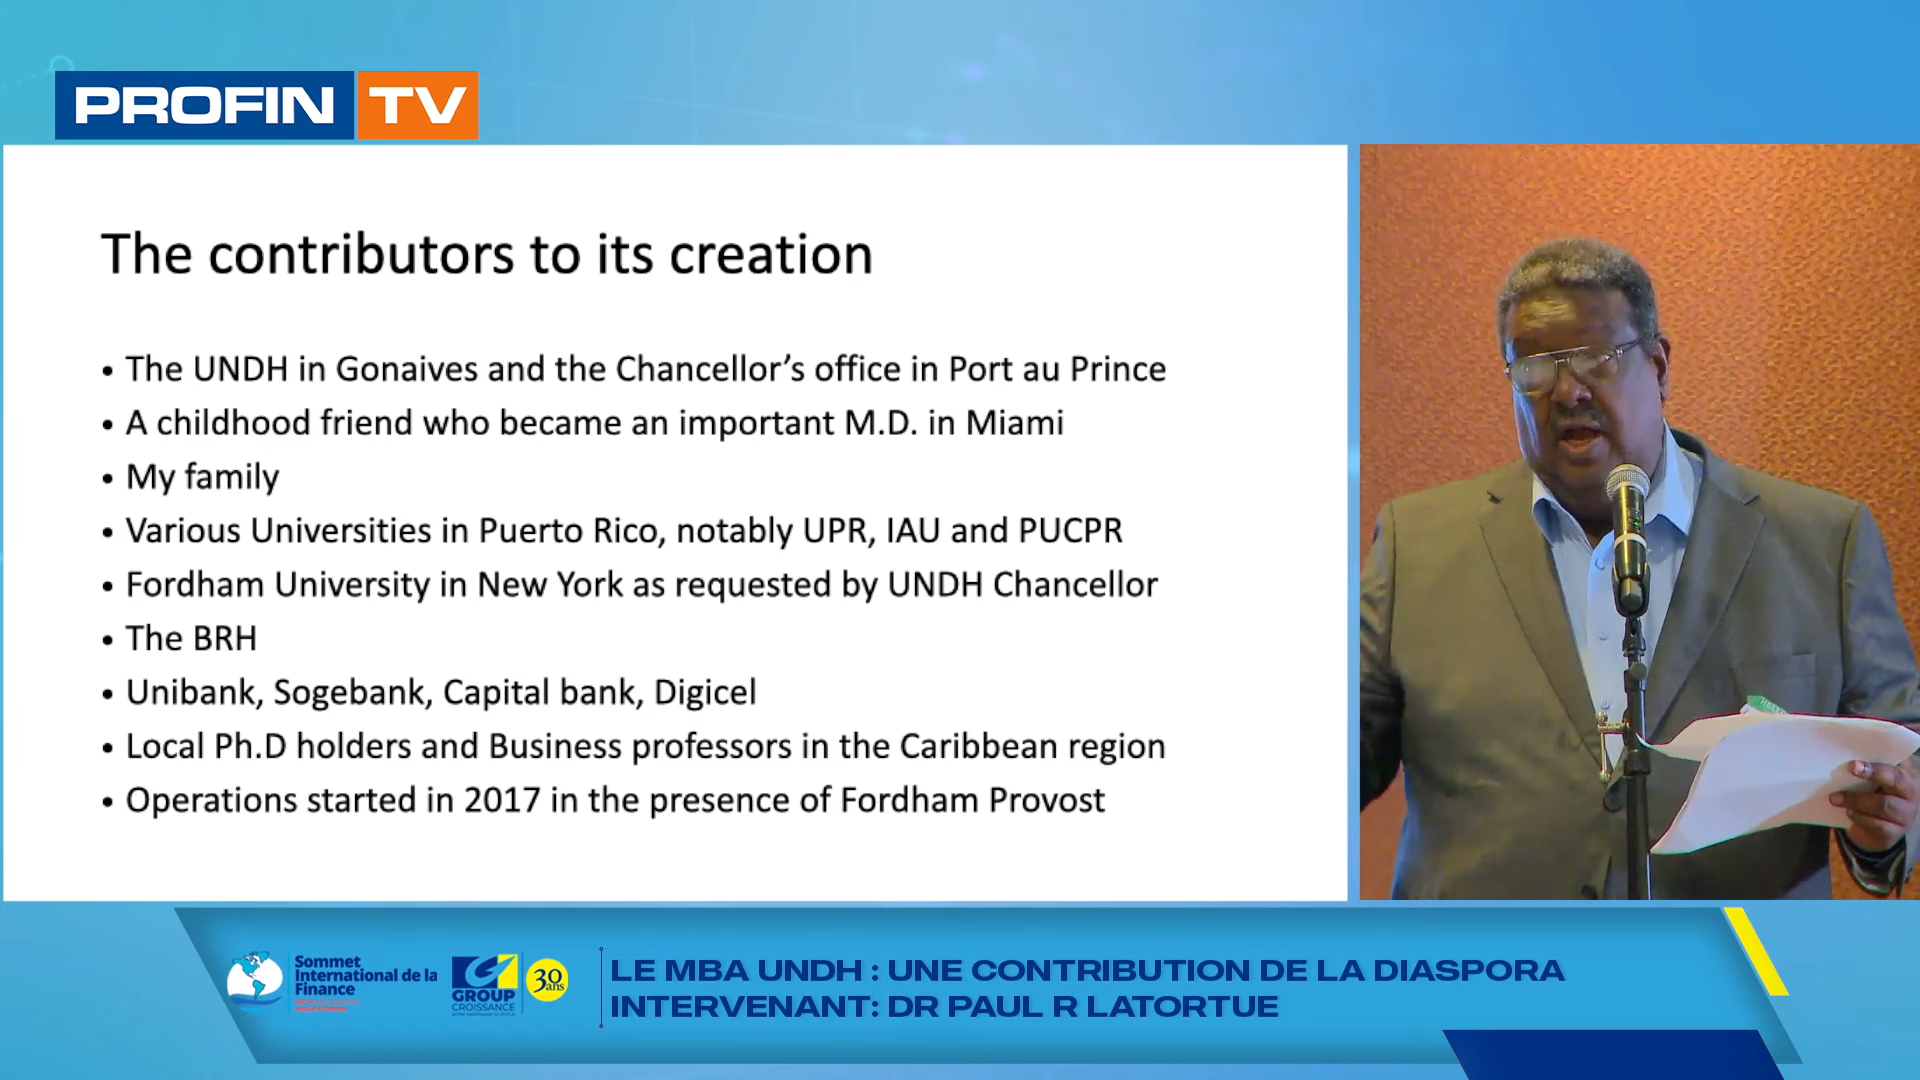 PROFIN TV
The contributors to its creation
• The UNDH in Gonaives and the Chancellor’s office in Port au Prince
• A childhood friend who became an important M.D. in Miami
• My family
• Various Universities in Puerto Rico, notably UPR, IAU and PUCPR
• Fordham University in New York as requested by UNDH Chancellor
• The BRH
• Unibank, Sogebank, Capital bank, Digicel
• Local Ph.D holders and Business professors in the Caribbean region
• Operations started in 2017 in the presence of Fordham Provost
Sommet
International de la
Finance
GROUP
CROISSANCE
30
ans
LE MBA UNDH : UNE CONTRIBUTION DE LA DIASPORA
INTERVENANT: DR PAUL R LATORTUE